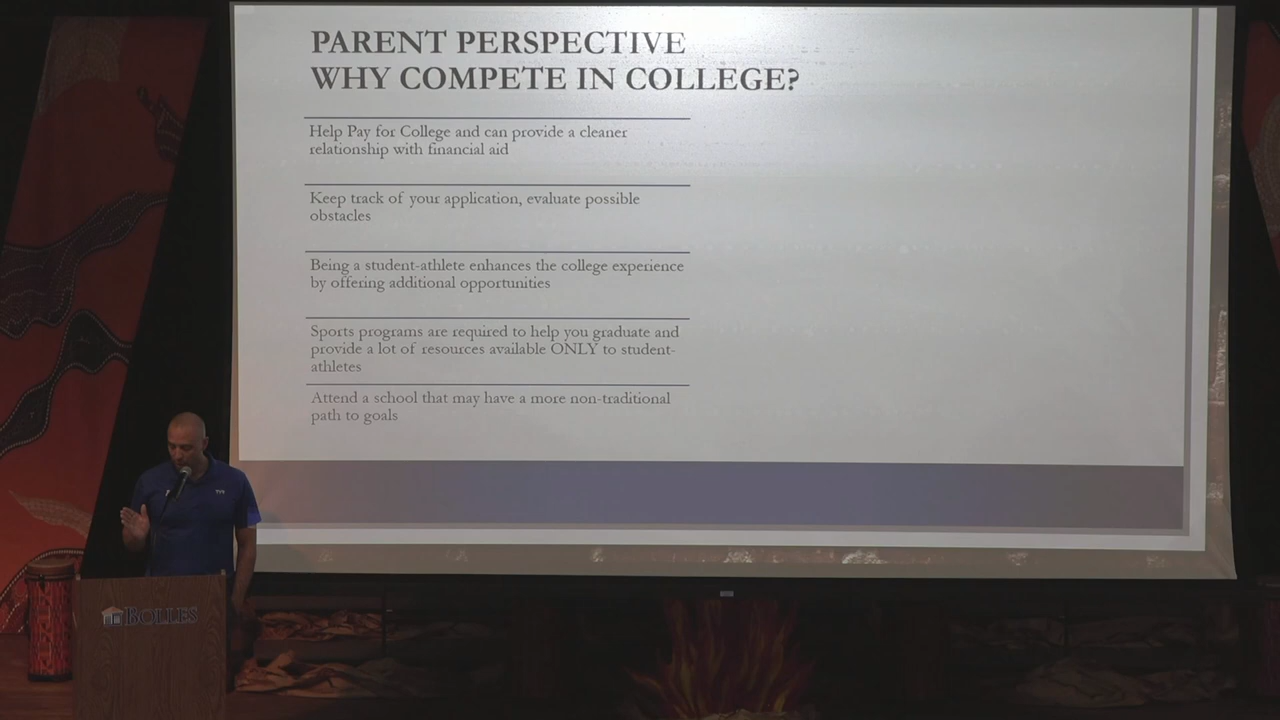 PARENT PERSPECTIVE
WHY COMPETE IN COLLEGE?
Help Pay for College and can provide a cleaner
relationship with financial aid
Keep track of your application, evaluate possible
obstacles
Being a student-athlete enhances the college experience
by offering additional opportunities
Sports programs are required to help you graduate and
provide a lot of resources available ONLY to student-
athletes
Attend a school that may have a more non-traditional
path to goals
TYR
BOLLES